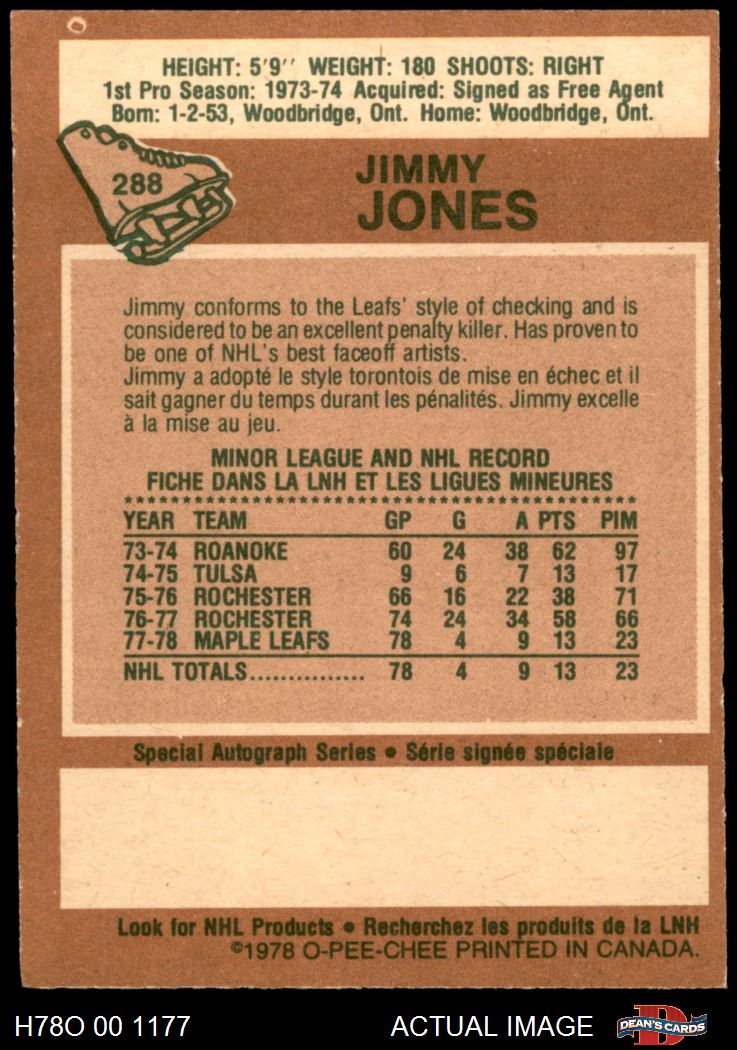 HEIGHT: 5'9'' WEIGHT: 180 SHOOTS: RIGHT
1st Pro Season: 1973-74 Acquired: Signed as Free Agent
Born: 1-2-53, Woodbridge, Ont. Home: Woodbridge, Ont.
288
JIMMY
JONES
Jimmy conforms to the Leafs' style of checking and is
considered to be an excellent penalty killer. Has proven to
be one of NHL's best faceoff artists.
Jimmy a adopté le style torontois de mise en échec et il
sait gagner du temps durant les pénalités. Jimmy excelle
à la mise au jeu.
MINOR LEAGUE AND NHL RECORD
FICHE DANS LA LNH ET LES LIGUES MINEURES
YEAR TEAM GP G A PTS PIM
73-74 ROANOKE 60 24 38 62 97
74-75 TULSA 9 6 7 13 17
75-76 ROCHESTER 66 16 22 38 71
76-77 ROCHESTER 74 24 34 58 66
77-78 MAPLE LEAFS 78 4 9 13 23
NHL TOTALS............... 78 4 9 13 23
Special Autograph Series • Série signée spéciale
Look for NHL Products • Recherchez les produits de la LNH
©1978 O-PEE-CHEE PRINTED IN CANADA.
H78O 00 1177 ACTUAL IMAGE D DEAN'S CARDS